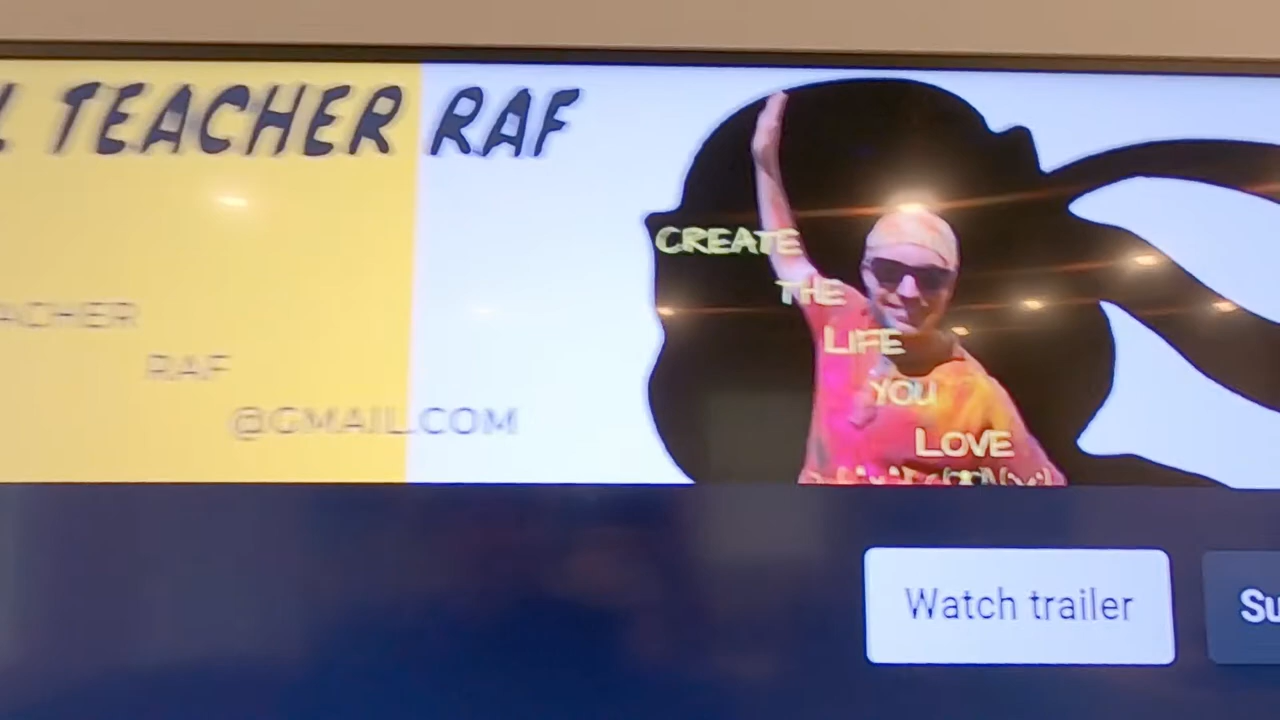 L TEACHER RAF
ACHER
RAF
@GMAIL.COM
CREATE
THE
LIFE
YOU
LOVE
Watch trailer
Su